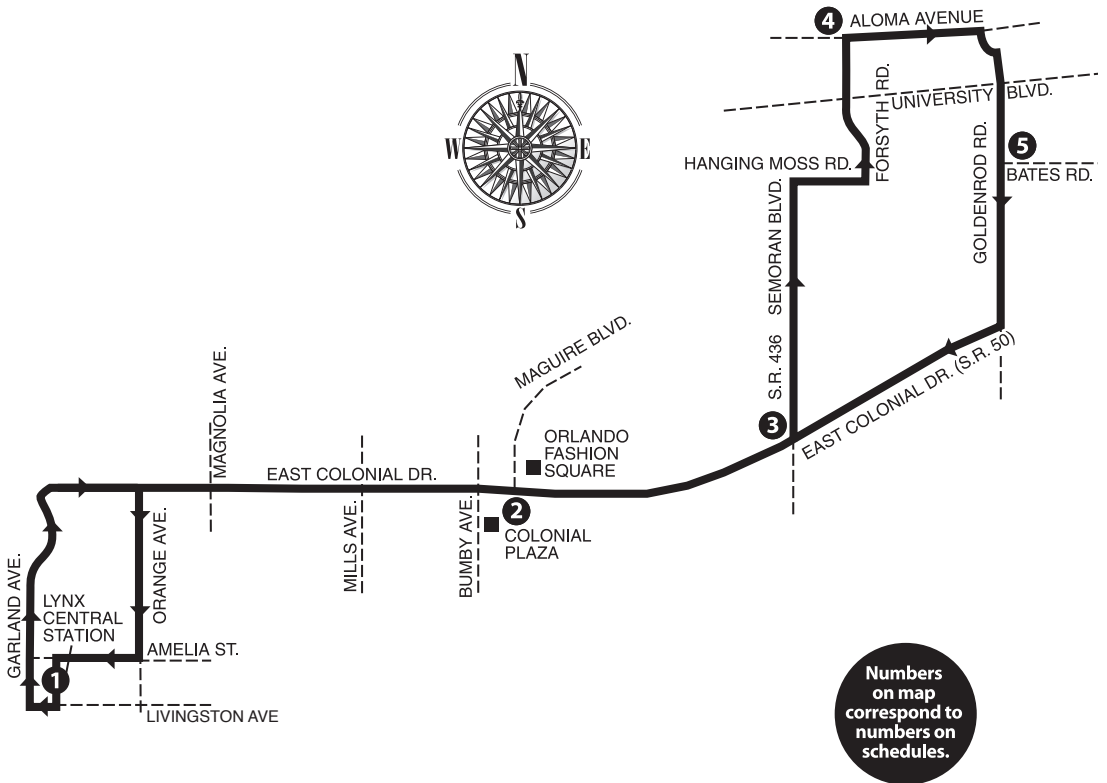 4
ALOMA AVENUE
N
W
E
S
FORSYTH RD.
UNIVERSITY BLVD.
HANGING MOSS RD.
GOLDENROD RD.
5
BATES RD.
SEMORAN BLVD.
S.R. 436
MAGUIRE BLVD.
EAST COLONIAL DR. (S.R. 50)
3
MAGNOLIA AVE.
ORLANDO
FASHION
SQUARE
EAST COLONIAL DR.
MILLS AVE.
BUMBY AVE.
2
COLONIAL
PLAZA
ORANGE AVE.
GARLAND AVE.
LYNX
CENTRAL
STATION
1
AMELIA ST.
LIVINGSTON AVE
Numbers
on map
correspond to
numbers on
schedules.